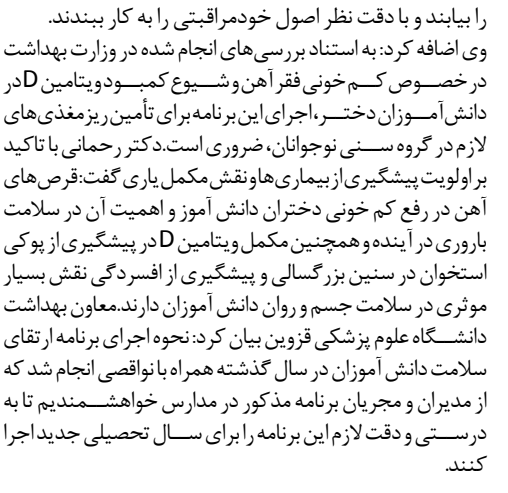 را بیابند و با دقت نظر اصول خودمراقبتی را به کار ببندند.
وی اضافه کرد: به استناد بررسی‌های انجام شده در وزارت بهداشت
در خصوص کم خونی فقر آهن و شیوع کمبود ویتامین D در
دانش‌آموزان دختر، اجرای این برنامه برای تأمین ریزمغذی‌های
لازم در گروه سنی نوجوانان، ضروری است.دکتر رحمانی با تاکید
بر اولویت پیشگیری از بیماری‌ها و نقش مکمل یاری گفت: قرص‌های
آهن در رفع کم خونی دختران دانش آموز و اهمیت آن در سلامت
باروری در آینده و همچنین مکمل ویتامین D در پیشگیری از پوکی
استخوان در سنین بزرگسالی و پیشگیری از افسردگی نقش بسیار
موثری در سلامت جسم و روان دانش آموزان دارند.معاون بهداشت
دانشگاه علوم پزشکی قزوین بیان کرد: نحوه اجرای برنامه ارتقای
سلامت دانش آموزان در سال گذشته همراه با نواقصی انجام شد که
از مدیران و مجریان برنامه مذکور در مدارس خواهشمندیم تا به
درستی و دقت لازم این برنامه را برای سال تحصیلی جدید اجرا
کنند.